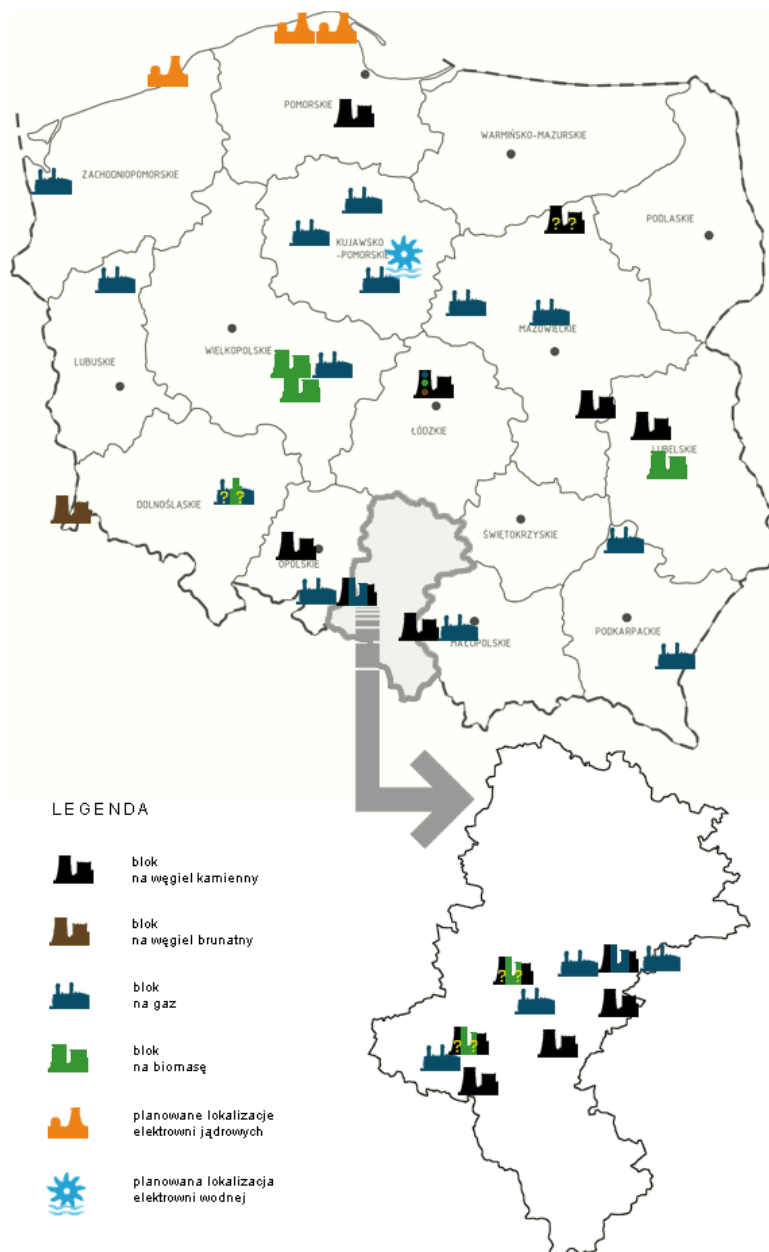 POMORSKIE
WARMIŃSKO-MAZURSKIE
ZACHODNIOPOMORSKIE
PODLASKIE
KUJAWSKO
-POMORSKIE
? ?
MAZOWIECKIE
WIELKOPOLSKIE
LUBUSKIE
ŁÓDZKIE
LUBELSKIE
DOLNOŚLĄSKIE
? ?
ŚWIĘTOKRZYSKIE
OPOLSKIE
MAŁOPOLSKIE
PODKARPACKIE
LEGENDA
blok
na węgiel kamienny
blok
na węgiel brunatny
blok
na gaz
blok
na biomasę
planowane lokalizacje
elektrowni jądrowych
planowana lokalizacja
elektrowni wodnej
? ?
? ?